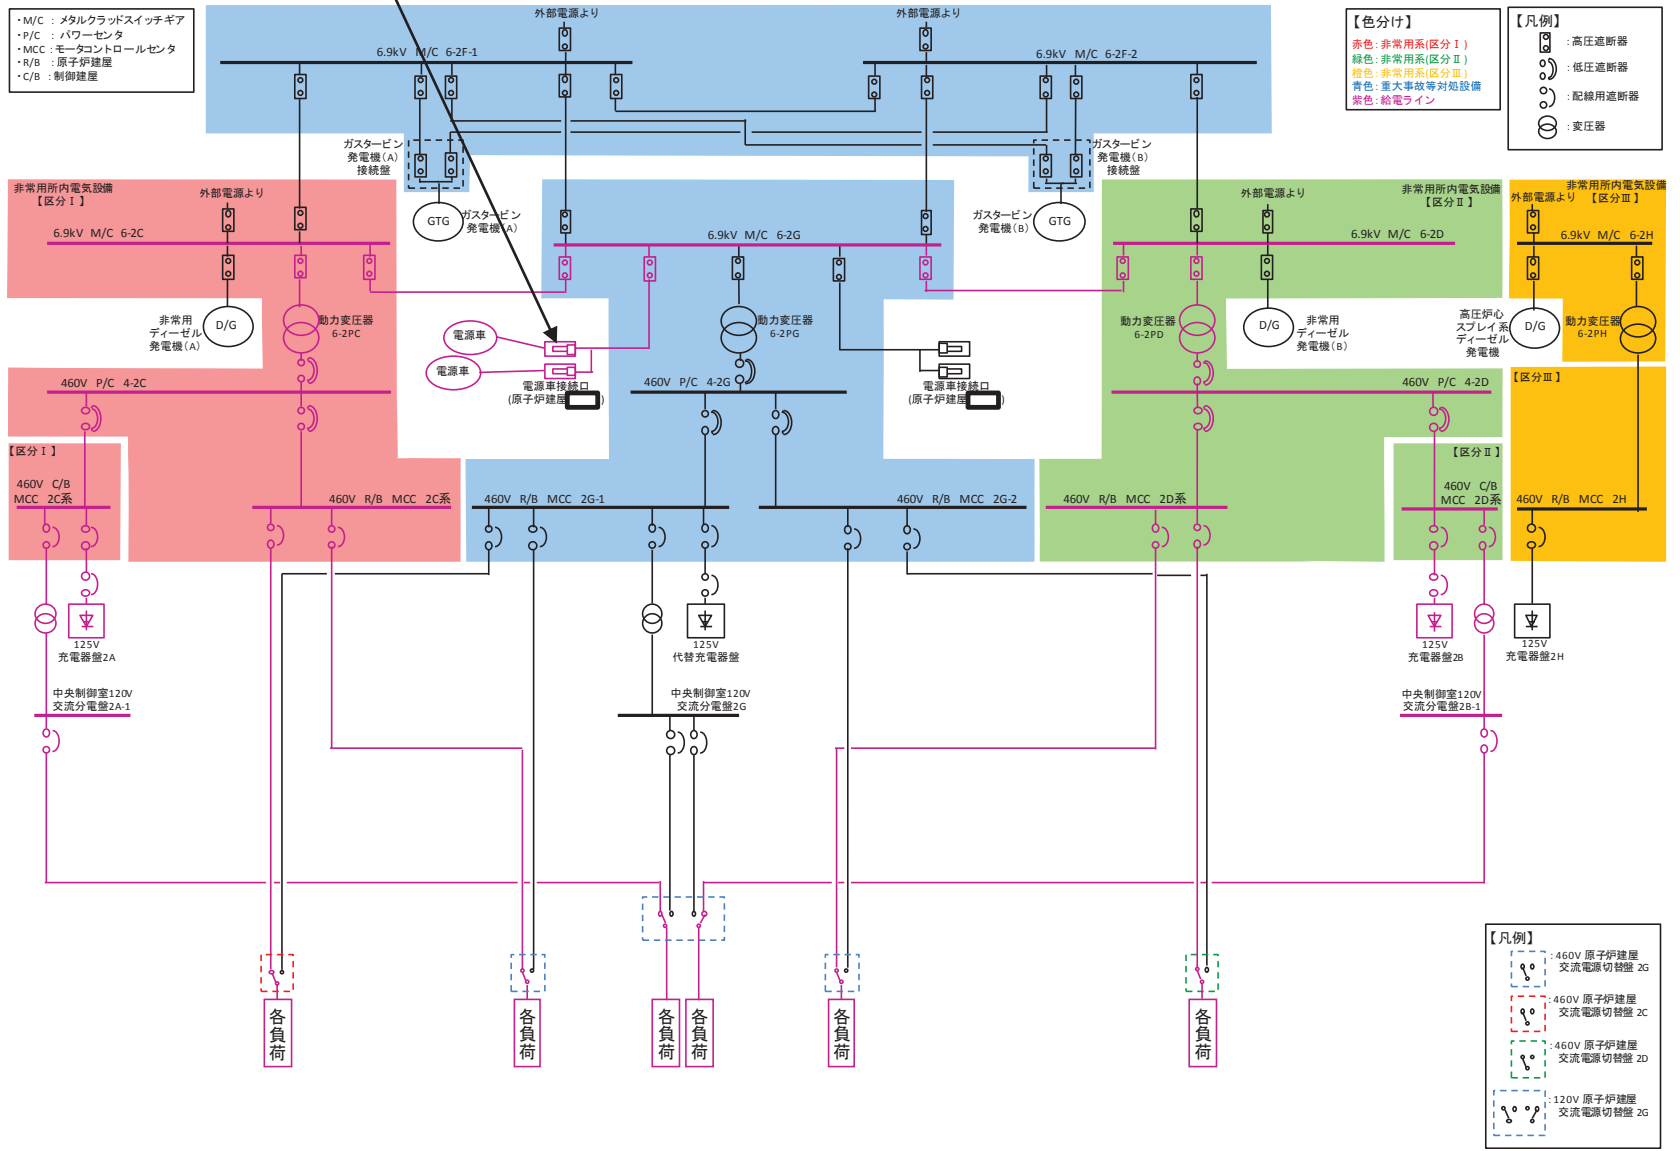 ・M/C ： メタルクラッドスイッチギア
・P/C ： パワーセンタ
・MCC ：モータコントロールセンタ
・R/B ：原子炉建屋
・C/B ：制御建屋
外部電源より
外部電源より
6.9kV M/C 6-2F-1
6.9kV M/C 6-2F-2
【色分け】
赤色：非常用系(区分Ⅰ)
緑色：非常用系(区分Ⅱ)
橙色：非常用系(区分Ⅲ)
青色：重大事故等対処設備
紫色：給電ライン
【凡例】
：高圧遮断器
：低圧遮断器
：配線用遮断器
：変圧器
ガスタービン
発電機(A)
接続盤
ガスタービン
発電機(B)
接続盤
GTG
ガスタービン
発電機(A)
ガスタービン
発電機(B)
GTG
非常用所内電気設備
【区分Ⅰ】
外部電源より
6.9kV M/C 6-2C
6.9kV M/C 6-2G
外部電源より
非常用所内電気設備
【区分Ⅱ】
6.9kV M/C 6-2D
非常用所内電気設備
【区分Ⅲ】
外部電源より
6.9kV M/C 6-2H
非常用
ディーゼル
発電機(A)
D/G
動力変圧器
6-2PC
電源車
電源車
電源車接続口
(原子炉建屋 )
動力変圧器
6-2PG
電源車接続口
(原子炉建屋 )
動力変圧器
6-2PD
D/G
非常用
ディーゼル
発電機(B)
高圧炉心
スプレイ系
ディーゼル
発電機
D/G
動力変圧器
6-2PH
460V P/C 4-2C
460V P/C 4-2G
460V P/C 4-2D
【区分Ⅲ】
【区分Ⅰ】
460V C/B
MCC 2C系
460V R/B MCC 2C系
460V R/B MCC 2G-1
460V R/B MCC 2G-2
460V R/B MCC 2D系
【区分Ⅱ】
460V C/B
MCC 2D系
460V R/B MCC 2H
125V
充電器盤2A
125V
代替充電器盤
125V
充電器盤2B
125V
充電器盤2H
中央制御室120V
交流分電盤2A-1
中央制御室120V
交流分電盤2G
中央制御室120V
交流分電盤2B-1
各負荷
各負荷
各負荷
各負荷
各負荷
各負荷
【凡例】
：460V 原子炉建屋
交流電源切替盤 2G
：460V 原子炉建屋
交流電源切替盤 2C
：460V 原子炉建屋
交流電源切替盤 2D
：120V 原子炉建屋
交流電源切替盤 2G